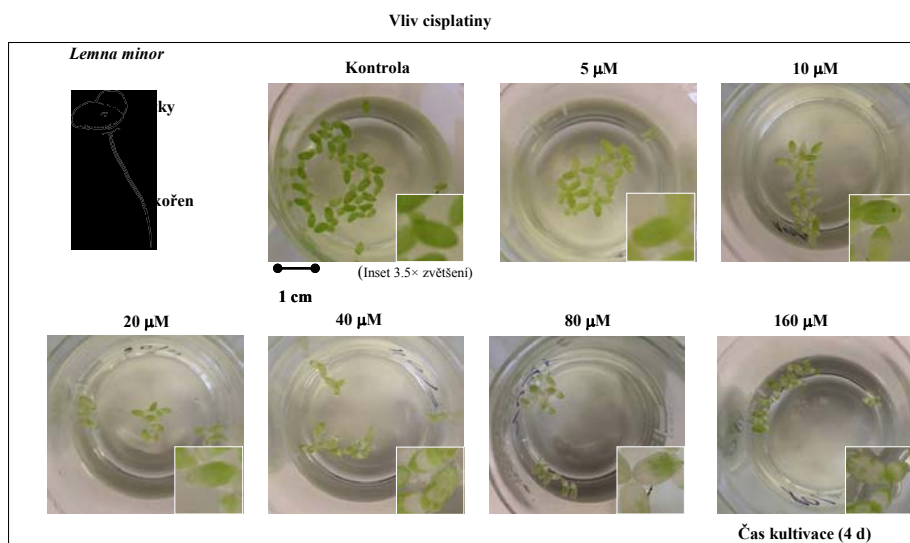 Vliv cisplatiny
Lemna minor
ky
kořen
Kontrola
5 µM
10 µM
(Inset 3.5× zvětšení)
1 cm
20 µM
40 µM
80 µM
160 µM
Čas kultivace (4 d)